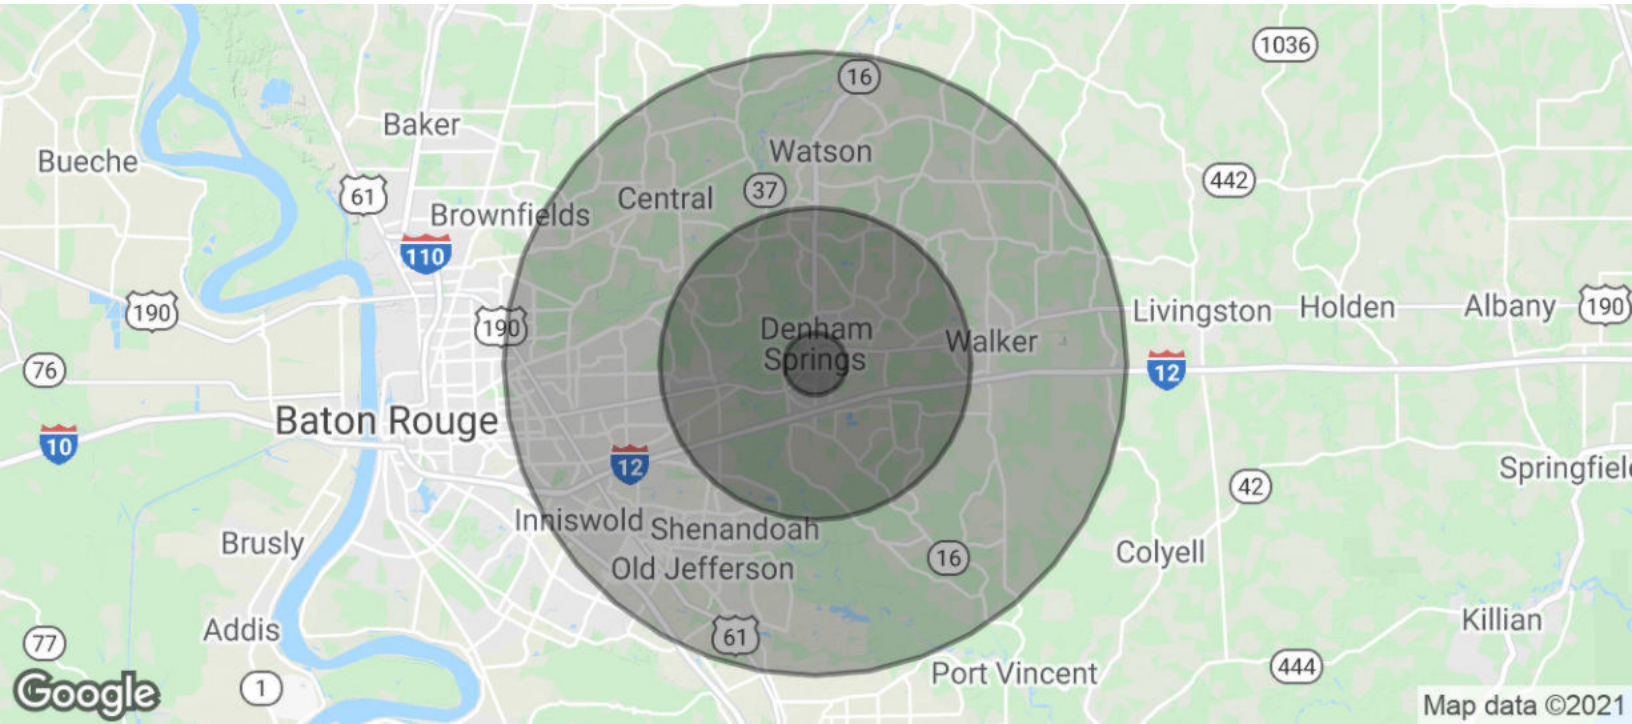 1036
16
Baker
Watson
Bueche
442
61
37
Central
Brownfields
110
190
Livingston
Holden
Albany
190
190
Denham
Springs
Walker
76
12
Baton Rouge
10
12
Springfiel
42
Inniswold
Shenandoah
Brusly
Colyell
16
Old Jefferson
Killian
Addis
61
77
Port Vincent
444
1
Google
Map data ©2021